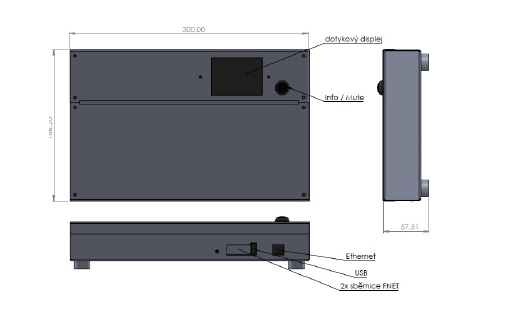 300.00
dotykový displej
Info / Mute
57.51
Ethernet
USB
2x sběrnice FNET